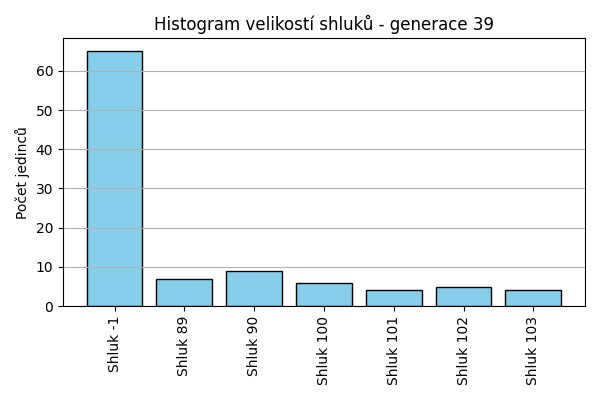 Histogram velikostí shluků - generace 39
Počet jedinců
60
50
40
30
20
10
0
Shluk -1
Shluk 89
Shluk 90
Shluk 100
Shluk 101
Shluk 102
Shluk 103